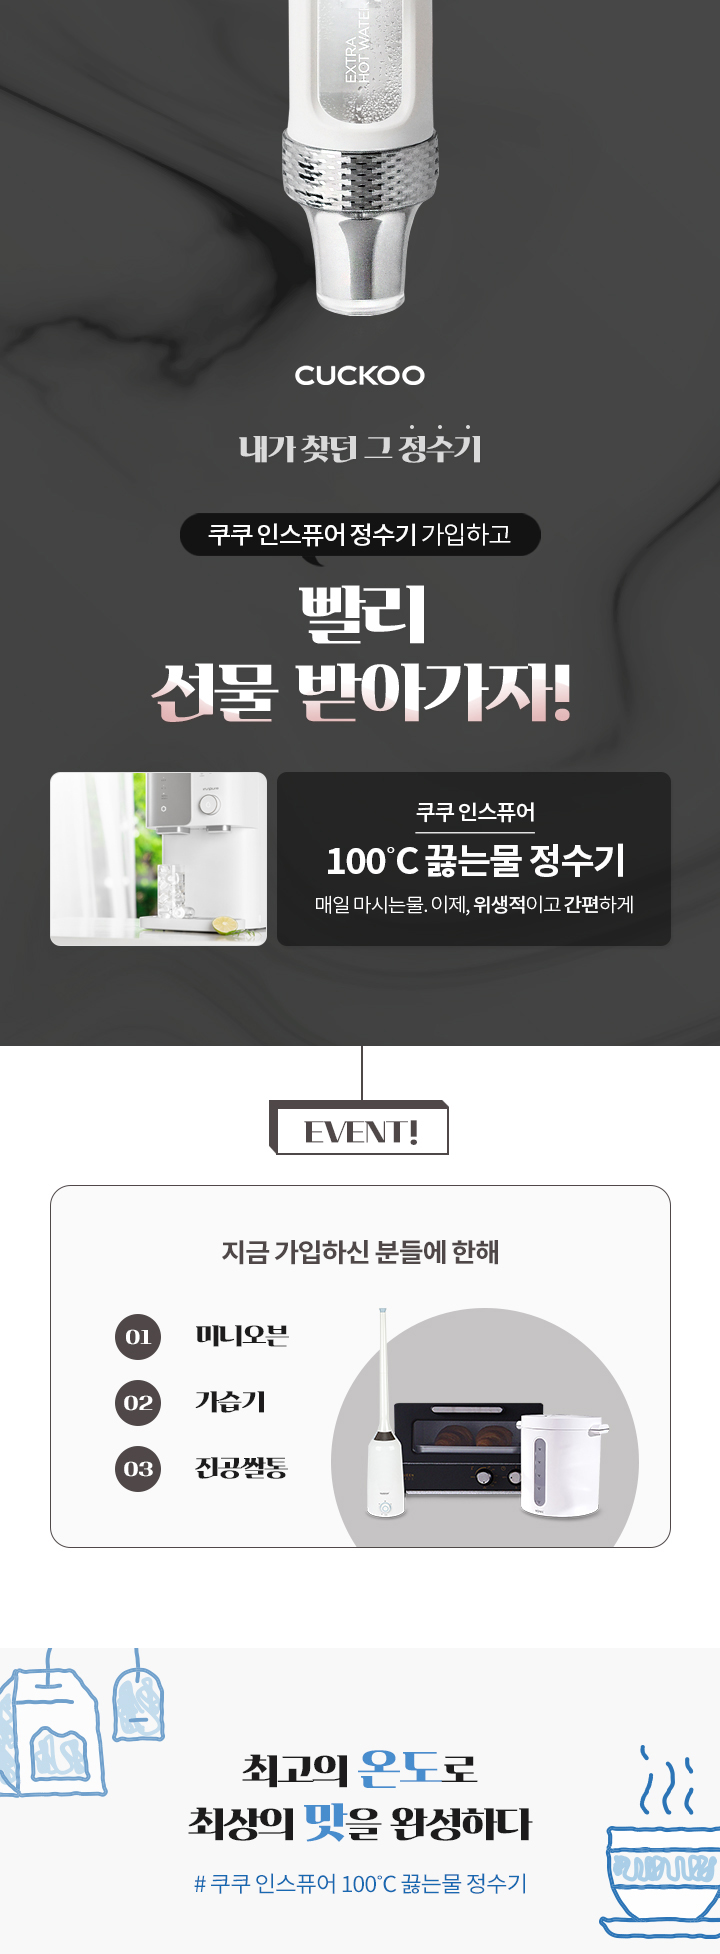 EXTRA
HOT WATER
CUCKOO
내가 찾던 그 정수기
쿠쿠 인스퓨어 정수기 가입하고
빨리
선물 받아가자!
쿠쿠 인스퓨어
100°C 끓는물 정수기
매일 마시는물. 이제, 위생적이고 간편하게
EVENT!
지금 가입하신 분들에 한해
01 미니오븐
02 가습기
03 진공쌀통
최고의 온도로
최상의 맛을 완성하다
# 쿠쿠 인스퓨어 100°C 끓는물 정수기